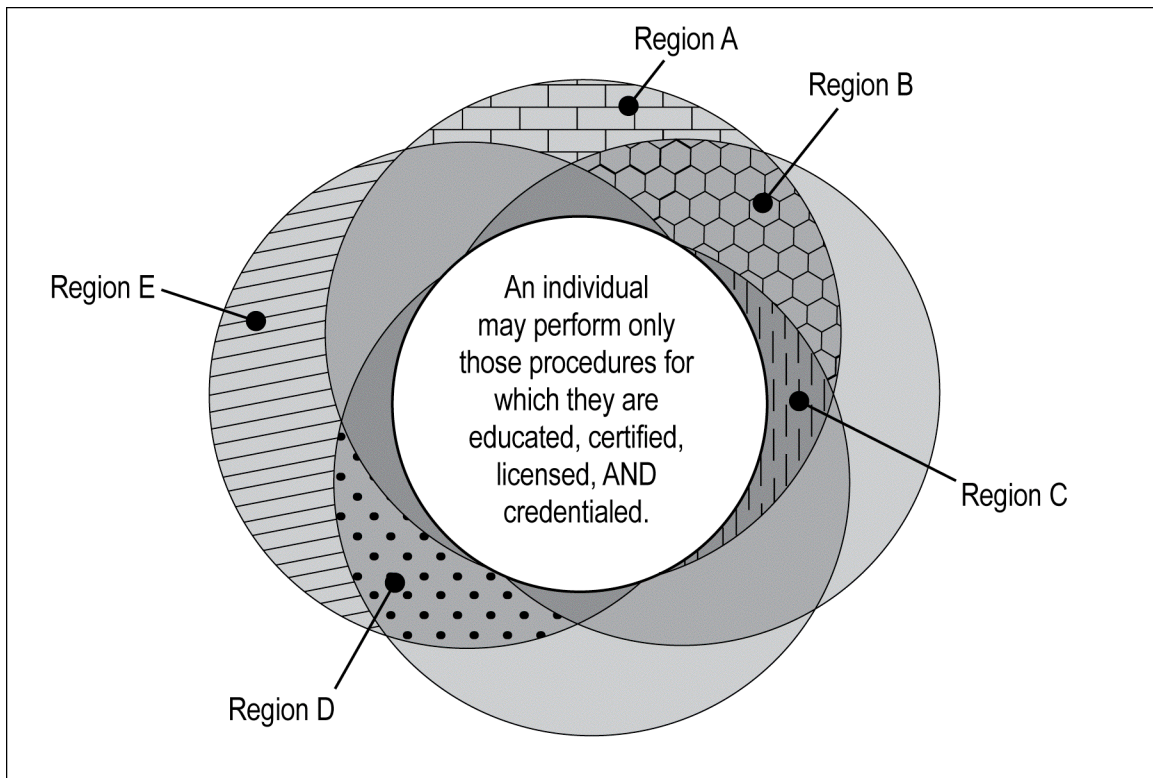 Region A
Region B
Region E
An individual
may perform only
those procedures for
which they are
educated, certified,
licensed, AND
credentialed.
Region C
Region D